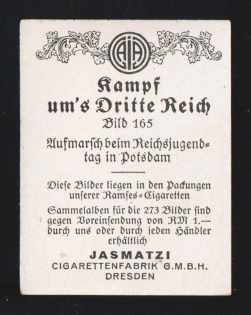 AJA
Kampf
um's Dritte Reich
Bild 165
Aufmarsch beim Reichsjugend-
tag in Potsdam
Diese Bilder liegen in den Packungen
unserer Ramses-Cigaretten
Sammelalben für die 273 Bilder sind
gegen Voreinsendung von RM 1.—
durch uns oder durch jeden Händler
erhältlich
JASMATZI
CIGARETTENFABRIK G.M.B.H.
DRESDEN